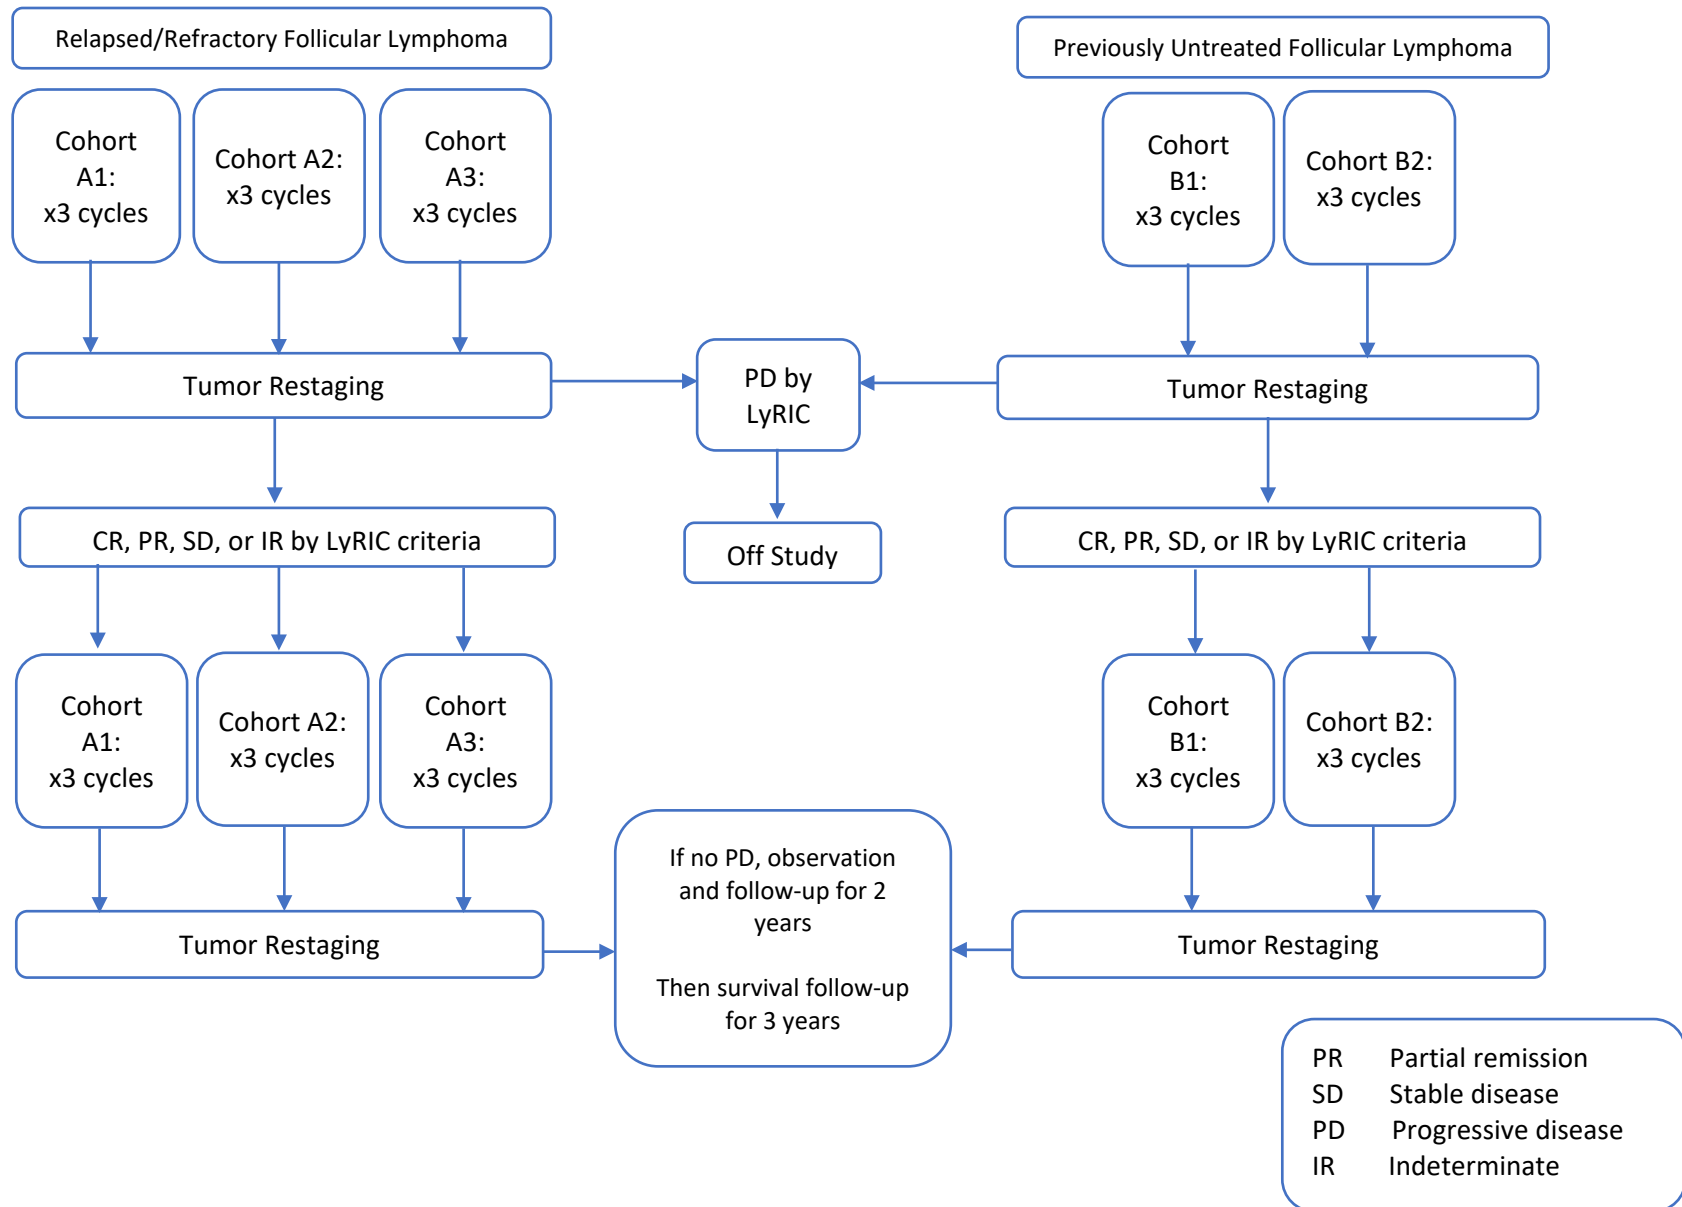 Relapsed/Refractory Follicular Lymphoma
Previously Untreated Follicular Lymphoma
Cohort
A1:
x3 cycles
Cohort A2:
x3 cycles
Cohort
A3:
x3 cycles
Cohort
B1:
x3 cycles
Cohort B2:
x3 cycles
Tumor Restaging
PD by
LyRIC
Tumor Restaging
CR, PR, SD, or IR by LyRIC criteria
Off Study
CR, PR, SD, or IR by LyRIC criteria
Cohort
A1:
x3 cycles
Cohort A2:
x3 cycles
Cohort
A3:
x3 cycles
Cohort
B1:
x3 cycles
Cohort B2:
x3 cycles
Tumor Restaging
If no PD, observation
and follow-up for 2
years
Then survival follow-up
for 3 years
Tumor Restaging
PR Partial remission
SD Stable disease
PD Progressive disease
IR Indeterminate